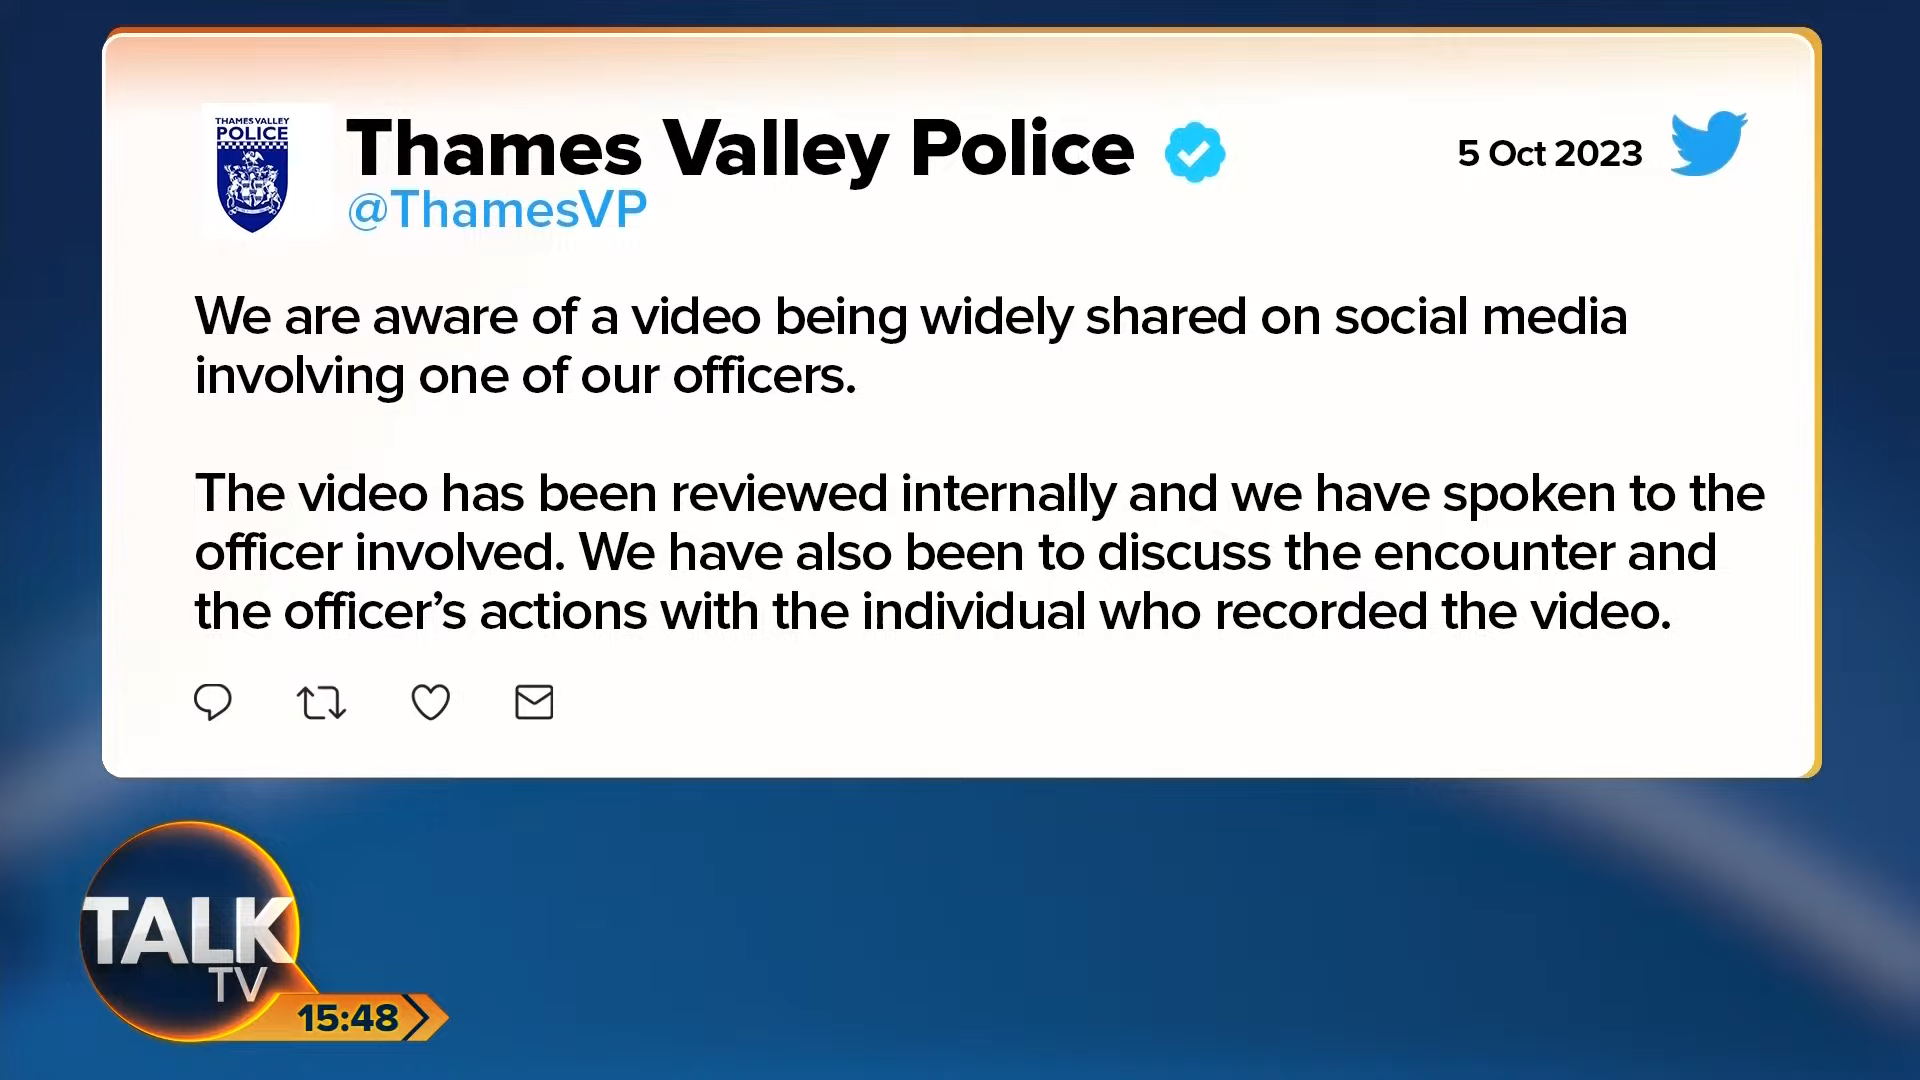 THAMES VALLEY
POLICE
Thames Valley Police
@ThamesVP
5 Oct 2023
We are aware of a video being widely shared on social media
involving one of our officers.
The video has been reviewed internally and we have spoken to the
officer involved. We have also been to discuss the encounter and
the officer’s actions with the individual who recorded the video.
TALK
TV
15:48